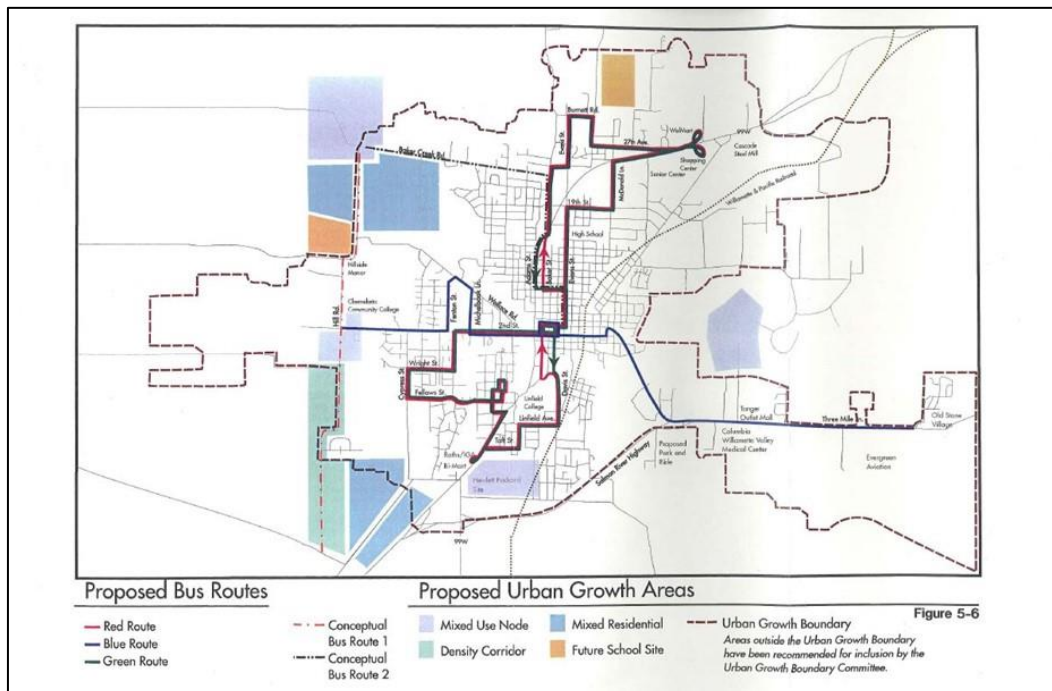 Burnett Rd.
WalMart
99W
27th Ave.
Cascade
Steel Mill
Evans St.
Shopping
Center
Baker Creek Rd.
Senior Center
McDonald Ln.
Willamette & Pacific Railroad
19th St.
High School
Adams St.
Baker St.
Evans St.
Hillside
Manor
Chemeketa
Community College
Hill Rd.
Fenton St.
Michelbook Ln.
Wallace Rd.
2nd St.
Wright St.
Cypress St.
Fellows St.
Davis St.
Linfield
College
Linfield Ave.
Taft St.
Roths/IGA
Bi-Mart
Hewlett Packard
Site
Salmon River Highway
Proposed
Park and
Ride
Tanger
Outlet Mall
Columbia
Willamette Valley
Medical Center
Three Mile
Old Stone
Village
Evergreen
Aviation
99W
Proposed Bus Routes
Red Route
Blue Route
Green Route
Conceptual
Bus Route 1
Conceptual
Bus Route 2
Proposed Urban Growth Areas
Mixed Use Node
Density Corridor
Mixed Residential
Future School Site
Figure 5-6
Urban Growth Boundary
Areas outside the Urban Growth Boundary
have been recommended for inclusion by the
Urban Growth Boundary Committee.